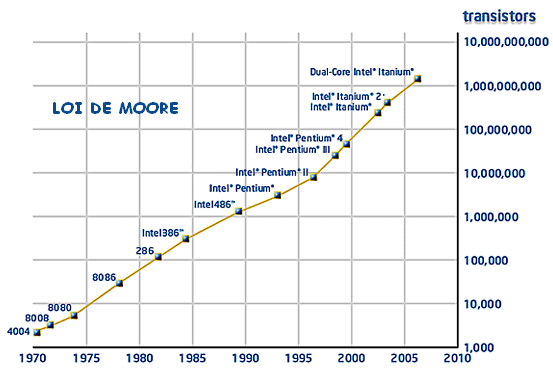 transistors
10,000,000,000
Dual-Core Intel® Itanium®
1,000,000,000
Intel® Itanium® 2
Intel® Itanium®
LOI DE MOORE
100,000,000
Intel® Pentium® 4
Intel® Pentium® III
Intel® Pentium® II
10,000,000
Intel® Pentium®
Intel486™
1,000,000
Intel386™
286
100,000
8086
10,000
8080
8008
4004
1,000
1970 1975 1980 1985 1990 1995 2000 2005 2010